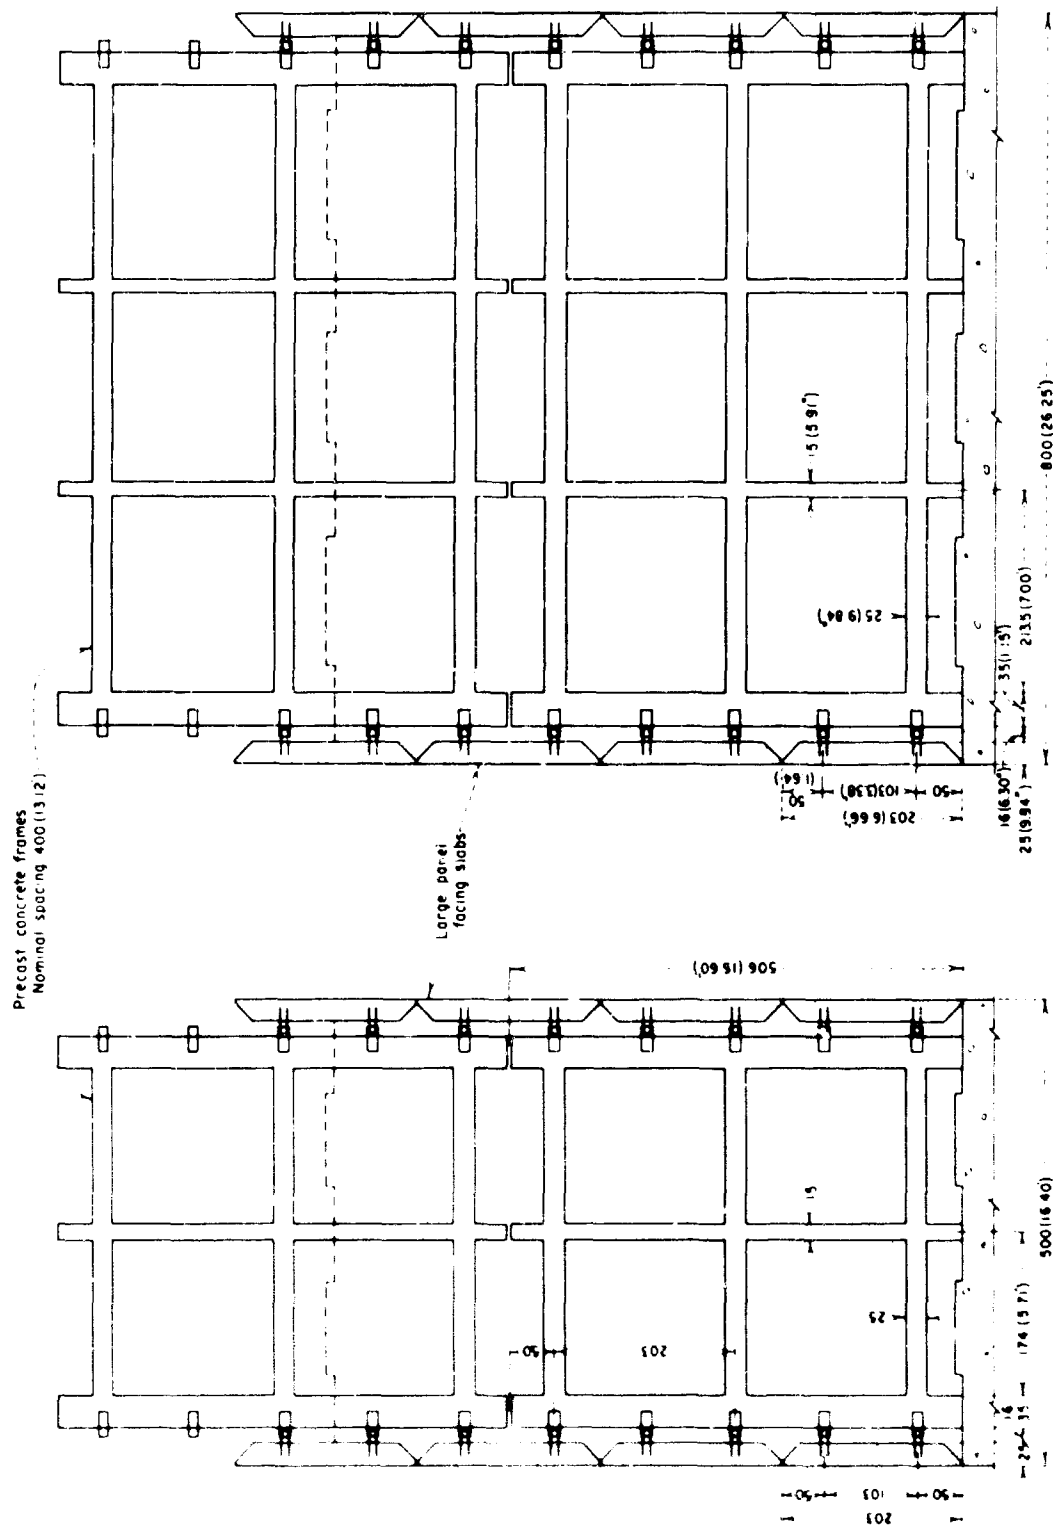 Precast concrete frames
Nominal spacing 400 (13 12)
Large panel
facing slabs
15 (5 91")
25 (9 84")
50
(1 64')
103(3.38')
50
203 (6 66')
16(6.30")
25(9.84")
35(1.15")
213.5(700')
800(26 25')
506 (16 60')
15
25
50
203
50
103
50
203
25
35
16
174 (5 71')
500(16 40')